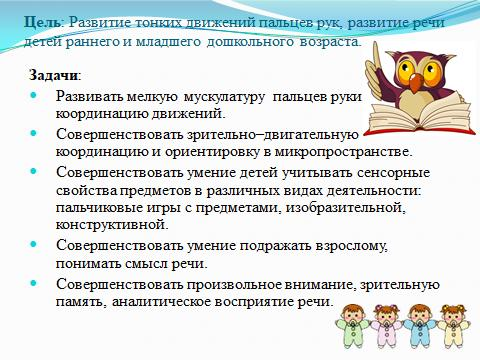 Цель: Развитие тонких движений пальцев рук, развитие речи
детей раннего и младшего дошкольного возраста.
Задачи:
Развивать мелкую мускулатуру пальцев руки
координацию движений.
Совершенствовать зрительно–двигательную
координацию и ориентировку в микропространстве.
Совершенствовать умение детей учитывать сенсорные
свойства предметов в различных видах деятельности:
пальчиковые игры с предметами, изобразительной,
конструктивной.
Совершенствовать умение подражать взрослому,
понимать смысл речи.
Совершенствовать произвольное внимание, зрительную
память, аналитическое восприятие речи.